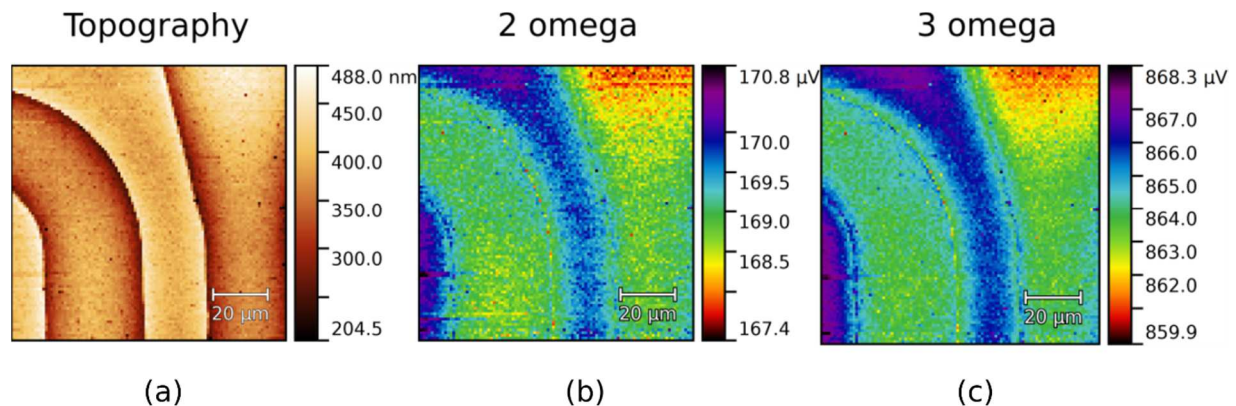 Topography
2 omega
3 omega
488.0 nm
450.0
400.0
350.0
300.0
204.5
20 µm
170.8 µV
170.0
169.5
169.0
168.5
167.4
20 µm
868.3 µV
867.0
866.0
865.0
864.0
863.0
862.0
859.9
20 µm
(a)
(b)
(c)